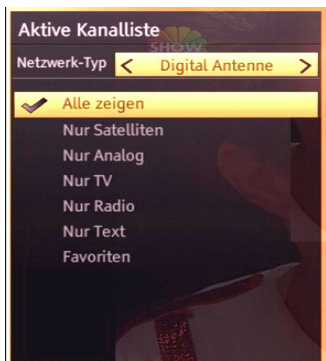 Aktive Kanalliste
SHOW
Netzwerk-Typ < Digital Antenne >
Alle zeigen
Nur Satelliten
Nur Analog
Nur TV
Nur Radio
Nur Text
Favoriten